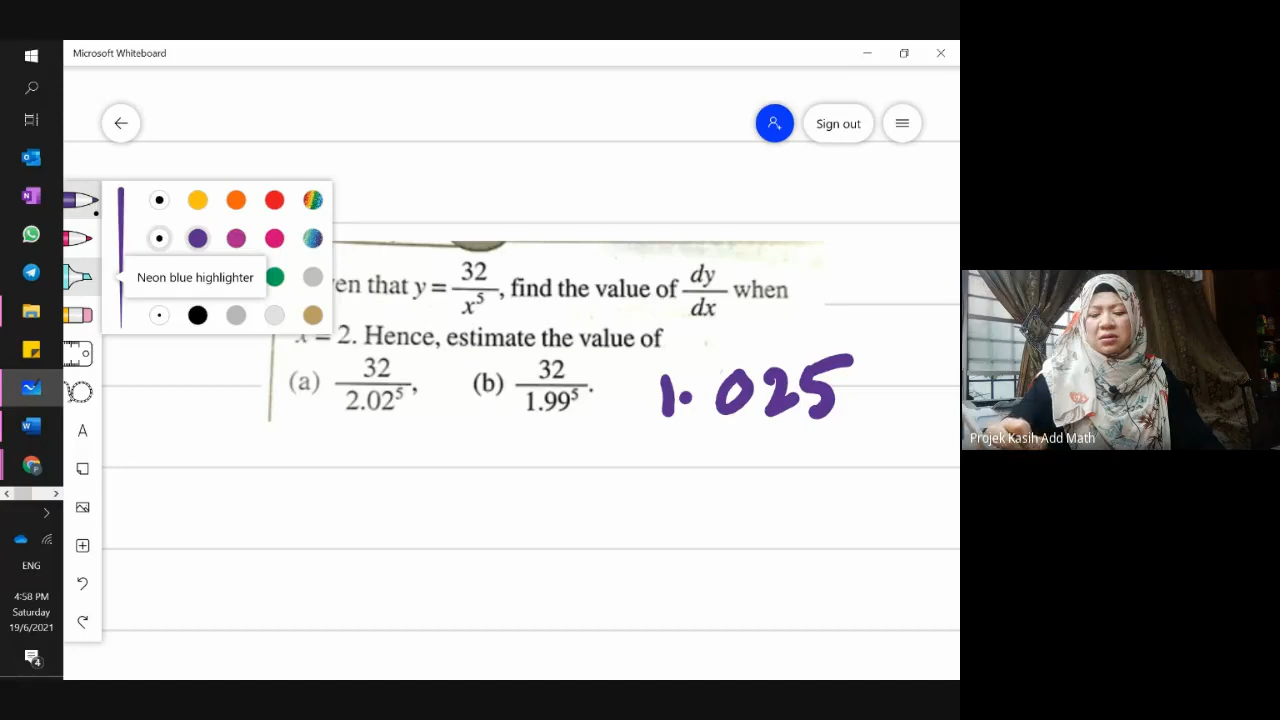 Microsoft Whiteboard
Sign out
Neon blue highlighter
en that y = 32/x⁵, find the value of dy/dx when
x = 2. Hence, estimate the value of
(a) 32/2.02⁵, (b) 32/1.99⁵.
1.025
Projek Kasih Add Math
A
ENG
4:58 PM
Saturday
19/6/2021
4